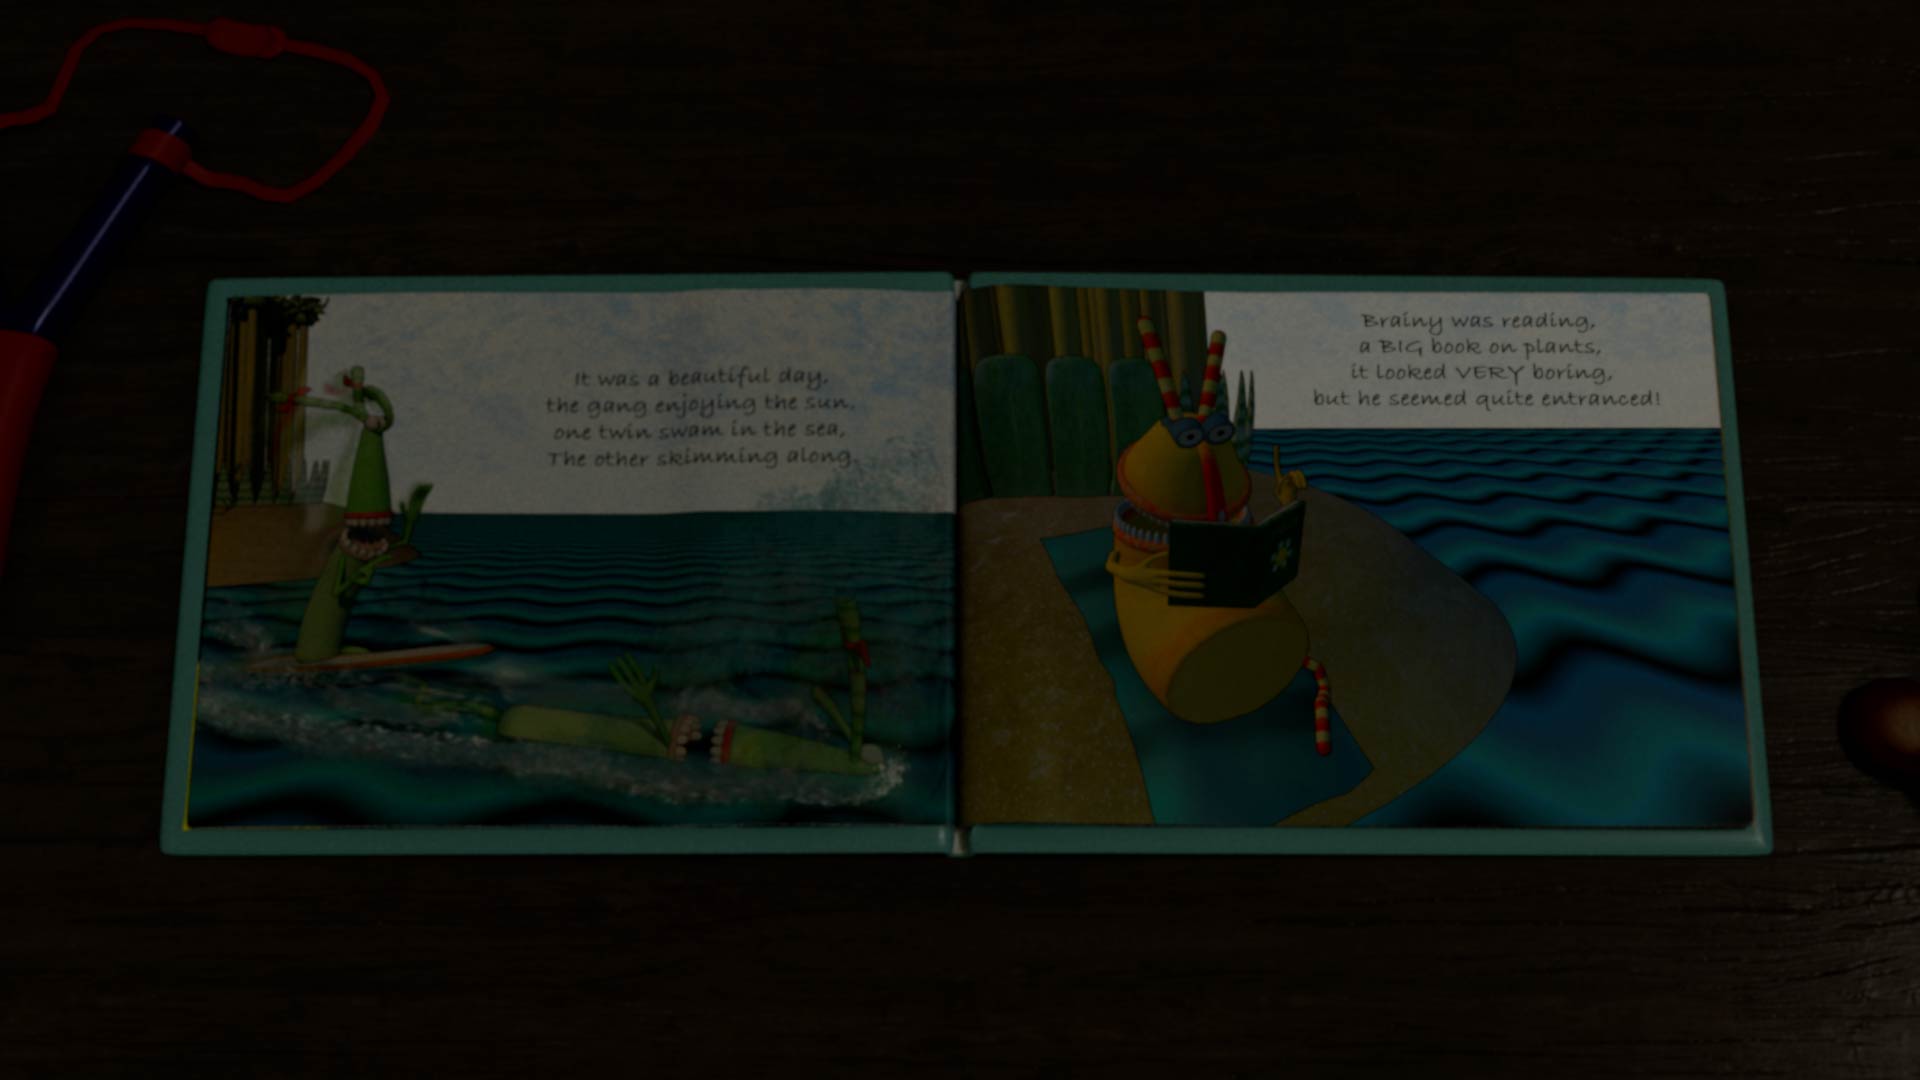 It was a beautiful day,
the gang enjoying the sun,
one twin swam in the sea,
The other skimming along.
Brainy was reading,
a BIG book on plants,
it looked VERY boring,
but he seemed quite entranced!